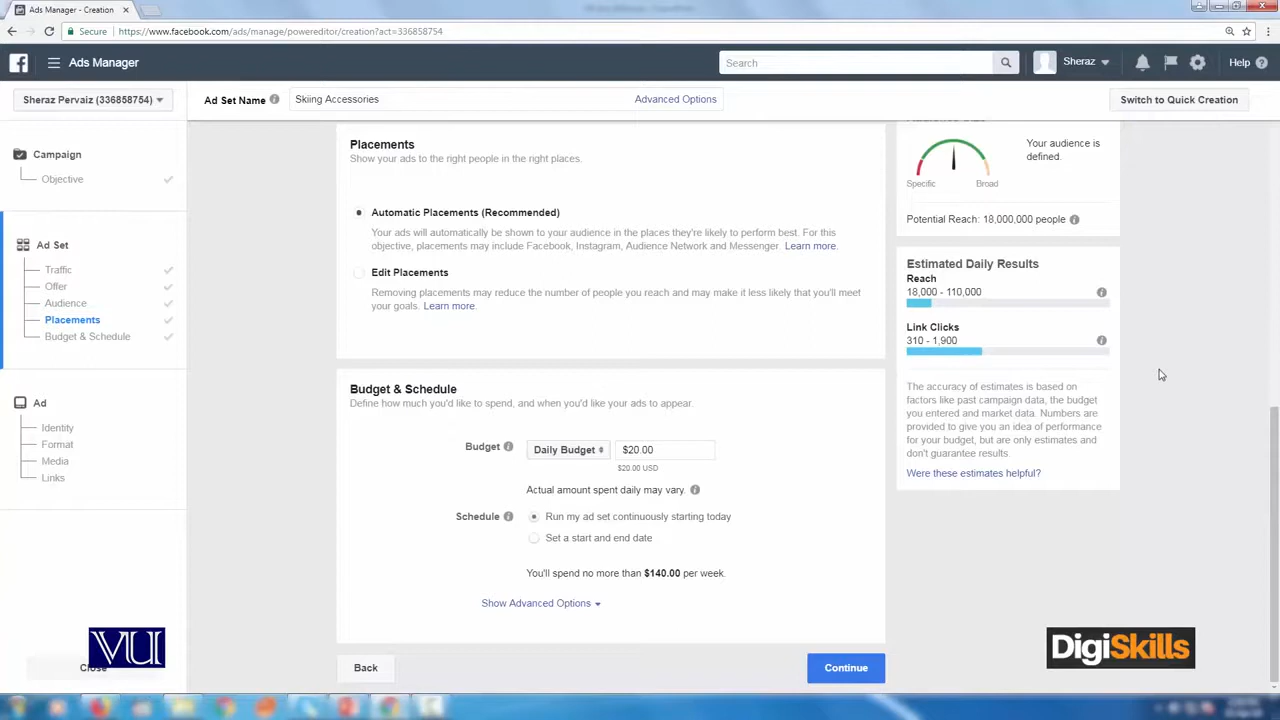 Ads Manager - Creation
Secure https://www.facebook.com/ads/manage/powereditor/creation?act=336858754
Ads Manager
Search
Sheraz
Help
Sheraz Pervaiz (336858754)
Ad Set Name
Skiing Accessories
Advanced Options
Switch to Quick Creation
Campaign
Objective
Ad Set
Traffic
Offer
Audience
Placements
Budget & Schedule
Ad
Identity
Format
Media
Links
Close
VU
Placements
Show your ads to the right people in the right places.
Automatic Placements (Recommended)
Your ads will automatically be shown to your audience in the places they're likely to perform best. For this
objective, placements may include Facebook, Instagram, Audience Network and Messenger. Learn more.
Edit Placements
Removing placements may reduce the number of people you reach and may make it less likely that you'll meet
your goals. Learn more.
Budget & Schedule
Define how much you'd like to spend, and when you'd like your ads to appear.
Budget
Daily Budget
$20.00
$20.00 USD
Actual amount spent daily may vary.
Schedule
Run my ad set continuously starting today
Set a start and end date
You'll spend no more than $140.00 per week.
Show Advanced Options
Back
Continue
Your audience is
defined.
Specific
Broad
Potential Reach: 18,000,000 people
Estimated Daily Results
Reach
18,000 - 110,000
Link Clicks
310 - 1,900
The accuracy of estimates is based on
factors like past campaign data, the budget
you entered and market data. Numbers are
provided to give you an idea of performance
for your budget, but are only estimates and
don't guarantee results.
Were these estimates helpful?
DigiSkills